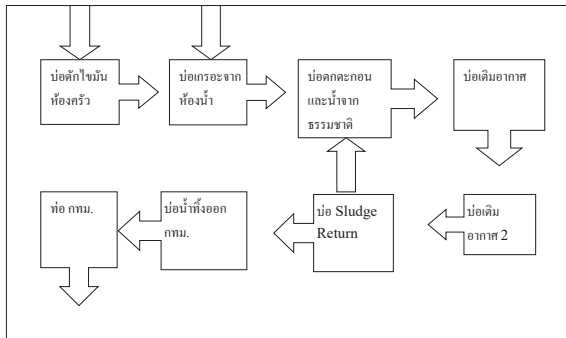 บ่อดักไขมัน
ห้องครัว
บ่อเกรอะจาก
ห้องน้ำ
บ่อตกตะกอน
และน้ำจาก
ธรรมชาติ
บ่อเติมอากาศ
ท่อ กทม.
บ่อน้ำทิ้งออก
กทม.
บ่อ Sludge
Return
บ่อเติม
อากาศ 2